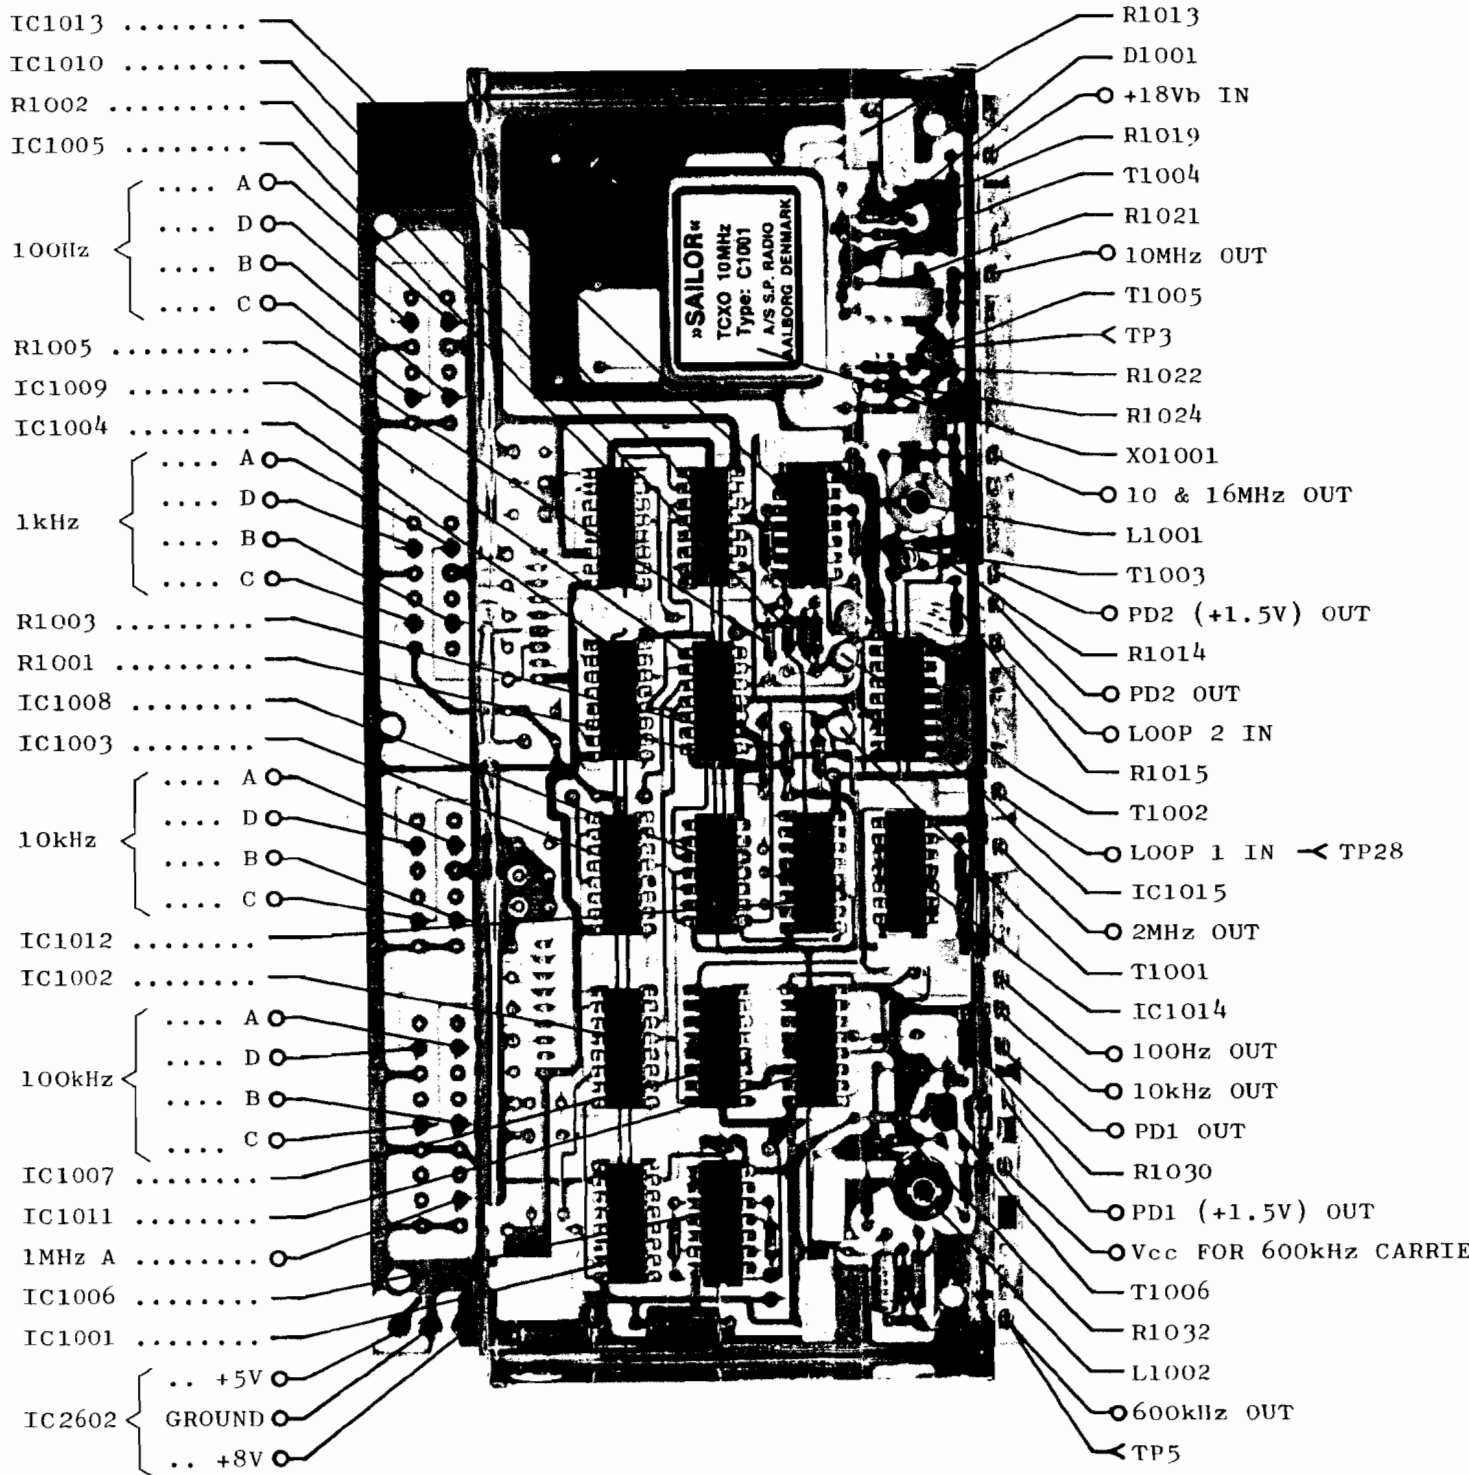 IC1013 ........
IC1010 ........
R1002 .........
IC1005 ........
100Hz
.... A
.... D
.... B
.... C
R1005 .........
IC1009 ........
IC1004 ........
1kHz
.... A
.... D
.... B
.... C
R1003 .........
R1001 .........
IC1008 ........
IC1003 ........
10kHz
.... A
.... D
.... B
.... C
IC1012 ........
IC1002 ........
100kHz
.... A
.... D
.... B
.... C
IC1007 ........
IC1011 ........
1MHz A ........
IC1006 ........
IC1001 ........
IC2602
.. +5V
GROUND
.. +8V
»SAILOR«
TCXO 10MHz
Type: C1001
A/S S.P. RADIO
AALBORG DENMARK
R1013
D1001
+18Vb IN
R1019
T1004
R1021
10MHz OUT
T1005
TP3
R1022
R1024
XO1001
10 & 16MHz OUT
L1001
T1003
PD2 (+1.5V) OUT
R1014
PD2 OUT
LOOP 2 IN
R1015
T1002
LOOP 1 IN TP28
IC1015
2MHz OUT
T1001
IC1014
100Hz OUT
10kHz OUT
PD1 OUT
R1030
PD1 (+1.5V) OUT
Vcc FOR 600kHz CARRIE
T1006
R1032
L1002
600kHz OUT
TP5